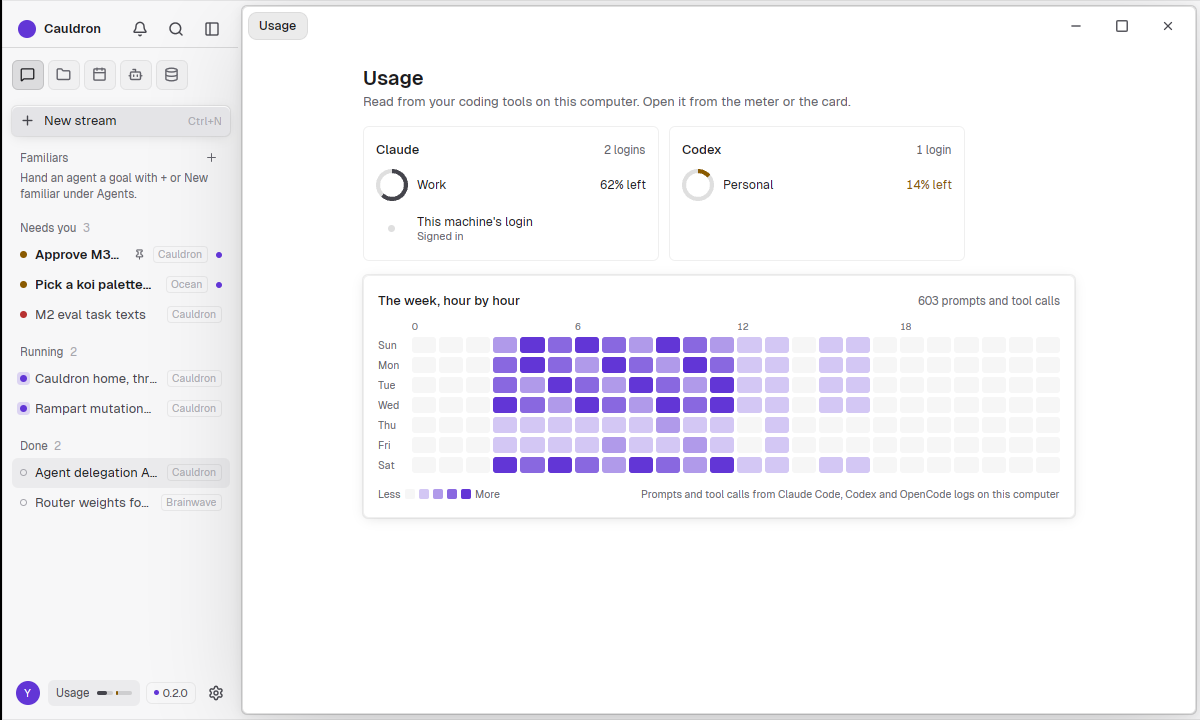 Cauldron
New stream
Ctrl+N
Familiars
Hand an agent a goal with + or New
familiar under Agents.
Needs you 3
Approve M3... Cauldron
Pick a koi palette... Ocean
M2 eval task texts Cauldron
Running 2
Cauldron home, thr... Cauldron
Rampart mutation... Cauldron
Done 2
Agent delegation A... Cauldron
Router weights fo... Brainwave
Y
Usage
0.2.0
Usage
Usage
Read from your coding tools on this computer. Open it from the meter or the card.
Claude 2 logins
Work 62% left
This machine's login
Signed in
Codex 1 login
Personal 14% left
The week, hour by hour 603 prompts and tool calls
0 6 12 18
Sun
Mon
Tue
Wed
Thu
Fri
Sat
Less More
Prompts and tool calls from Claude Code, Codex and OpenCode logs on this computer